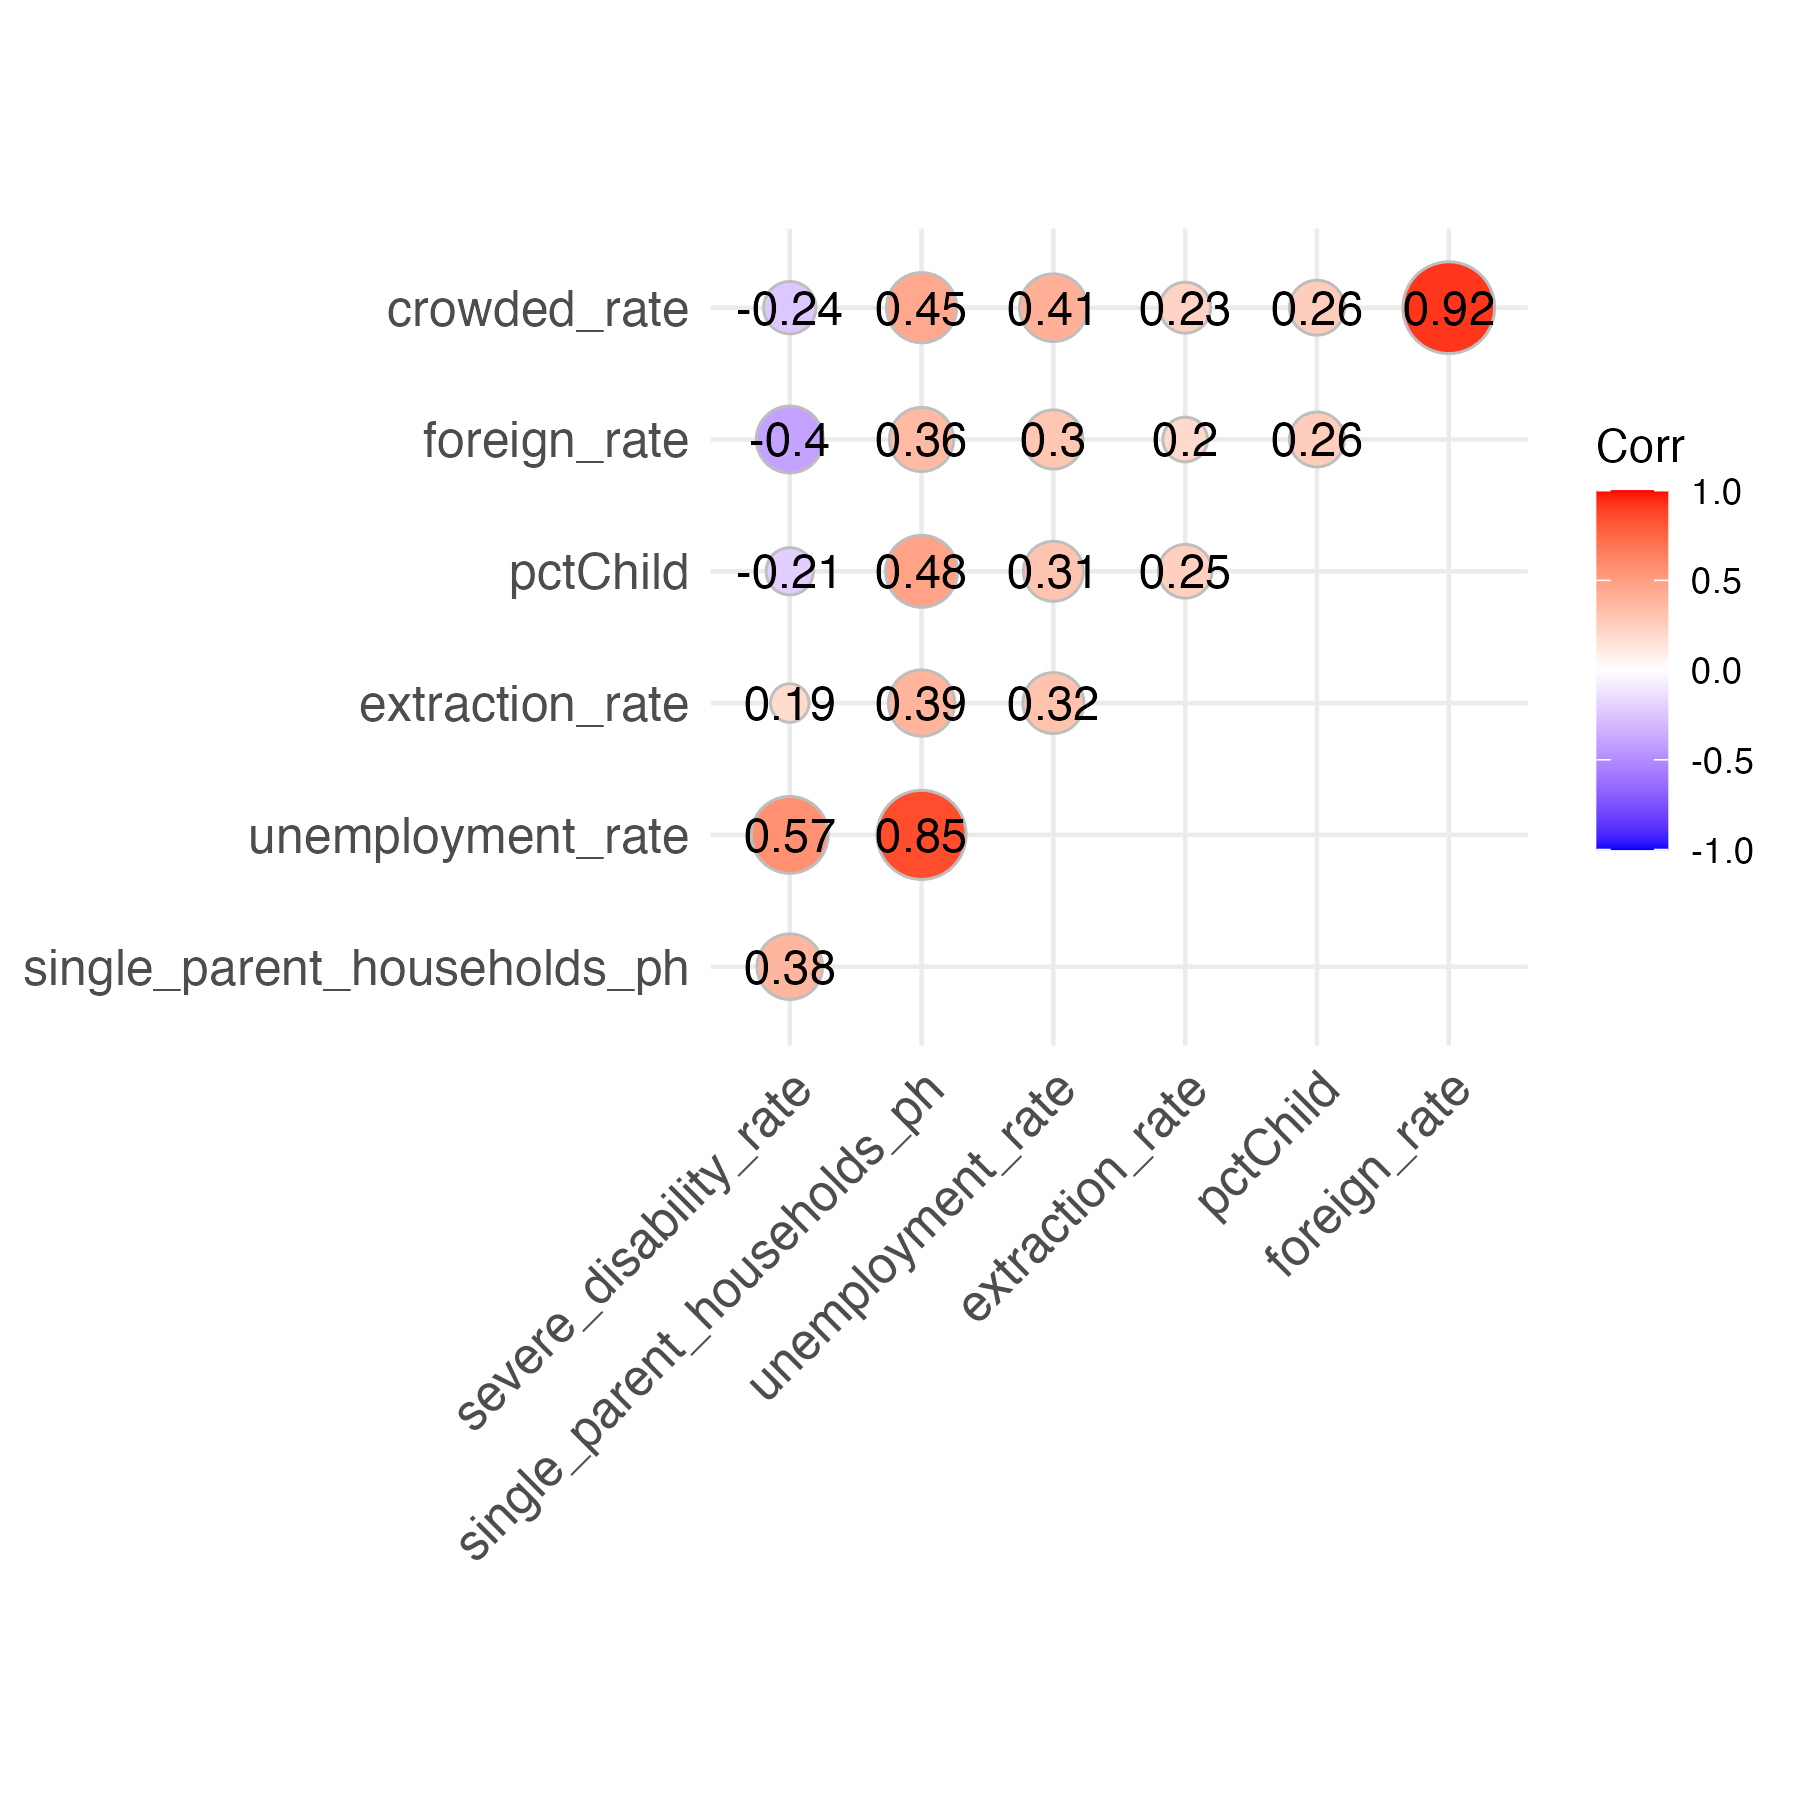 crowded_rate -0.24 0.45 0.41 0.23 0.26 0.92
foreign_rate -0.4 0.36 0.3 0.2 0.26
pctChild -0.21 0.48 0.31 0.25
extraction_rate 0.19 0.39 0.32
unemployment_rate 0.57 0.85
single_parent_households_ph 0.38
severe_disability_rate
single_parent_households_ph
unemployment_rate
extraction_rate
pctChild
foreign_rate
Corr
1.0
0.5
0.0
-0.5
-1.0